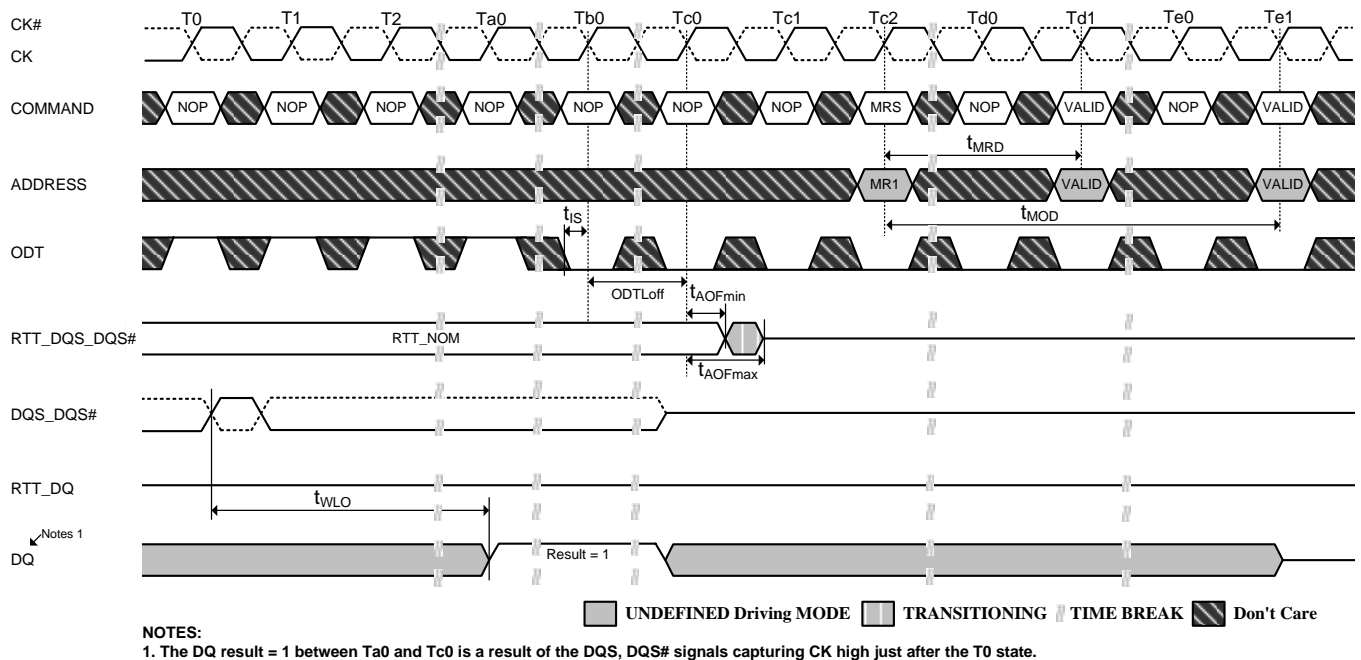 CK#
CK
T0 T1 T2 Ta0 Tb0 Tc0 Tc1 Tc2 Td0 Td1 Te0 Te1
COMMAND
NOP NOP NOP NOP NOP NOP NOP MRS NOP VALID NOP VALID
tMRD
ADDRESS
MR1 VALID VALID
tIS
tMOD
ODT
ODTLoff
tAOFmin
RTT_DQS_DQS#
RTT_NOM
tAOFmax
DQS_DQS#
RTT_DQ
tWLO
Notes 1
DQ
Result = 1
UNDEFINED Driving MODE TRANSITIONING TIME BREAK Don't Care
NOTES:
1. The DQ result = 1 between Ta0 and Tc0 is a result of the DQS, DQS# signals capturing CK high just after the T0 state.